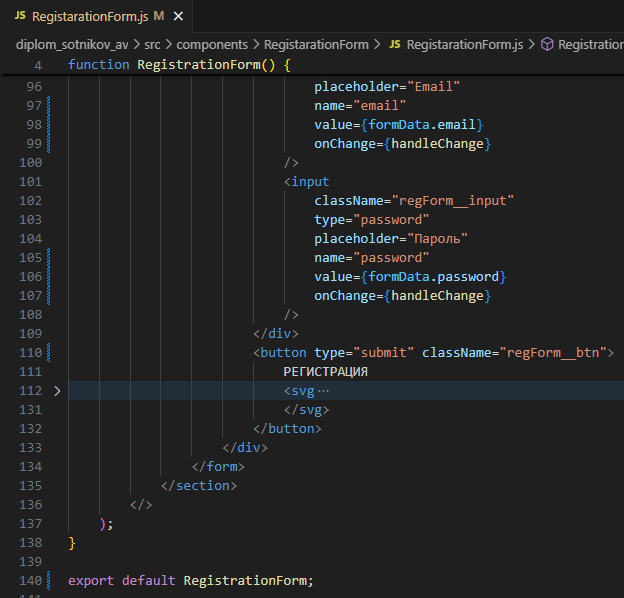 JS RegistarationForm.js M ×
diplom_sotnikov_av > src > components > RegistarationForm > JS RegistarationForm.js > Registration
4 function RegistrationForm() {
96 placeholder="Email"
97 name="email"
98 value={formData.email}
99 onChange={handleChange}
100 />
101 <input
102 className="regForm__input"
103 type="password"
104 placeholder="Пароль"
105 name="password"
106 value={formData.password}
107 onChange={handleChange}
108 />
109 </div>
110 <button type="submit" className="regForm__btn">
111 РЕГИСТРАЦИЯ
112 > <svg ...
131 </svg>
132 </button>
133 </div>
134 </form>
135 </section>
136 </>
137 );
138 }
139
140 export default RegistrationForm;